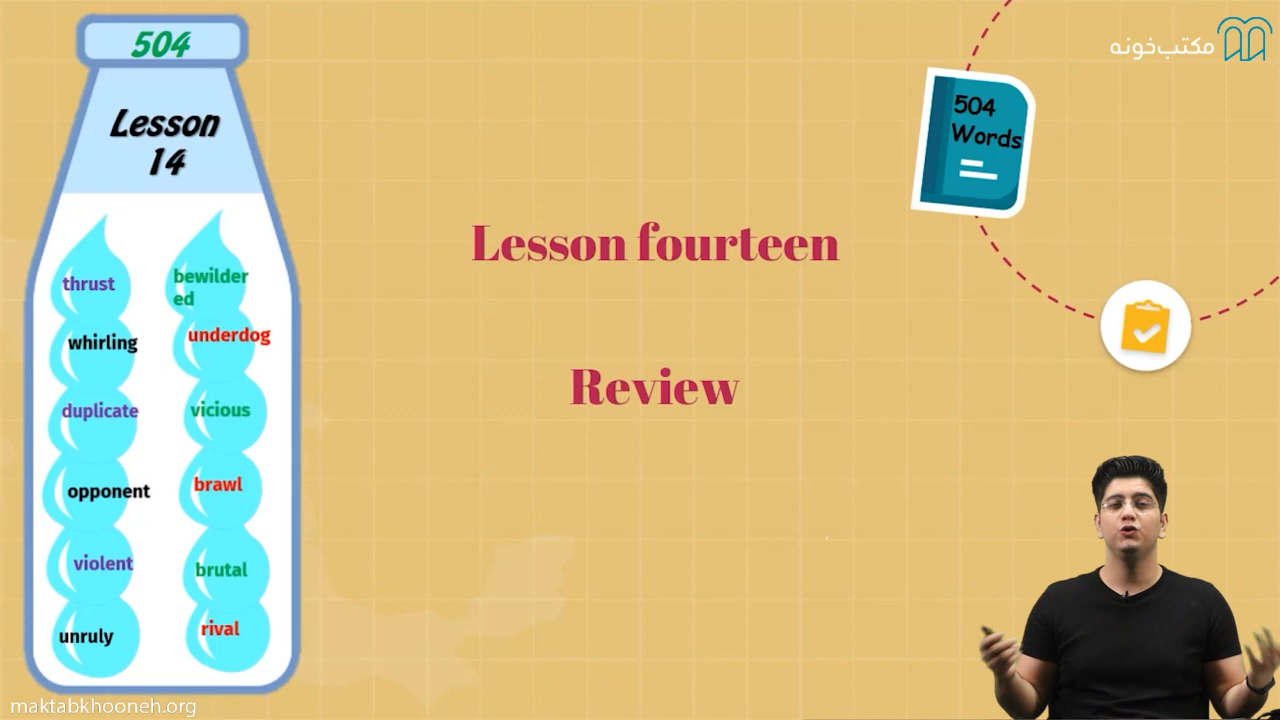 504
Lesson
14
thrust
whirling
duplicate
opponent
violent
unruly
bewilder
ed
underdog
vicious
brawl
brutal
rival
Lesson fourteen
Review
مکتب‌خونه
504
Words
maktabkhooneh.org